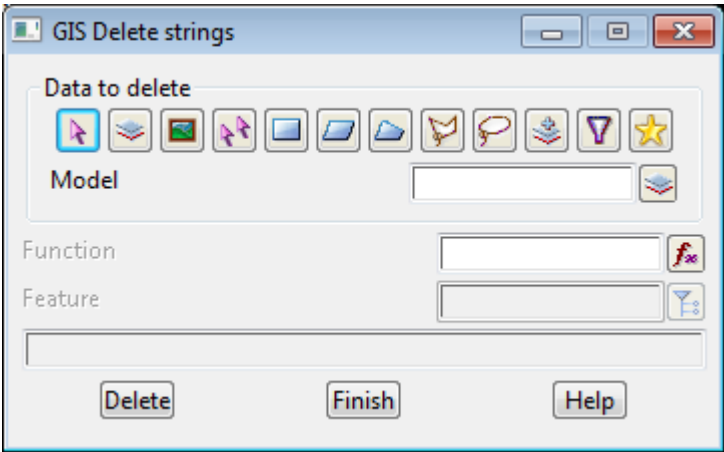 GIS Delete strings
Data to delete
Model
Function
Feature
Delete Finish Help